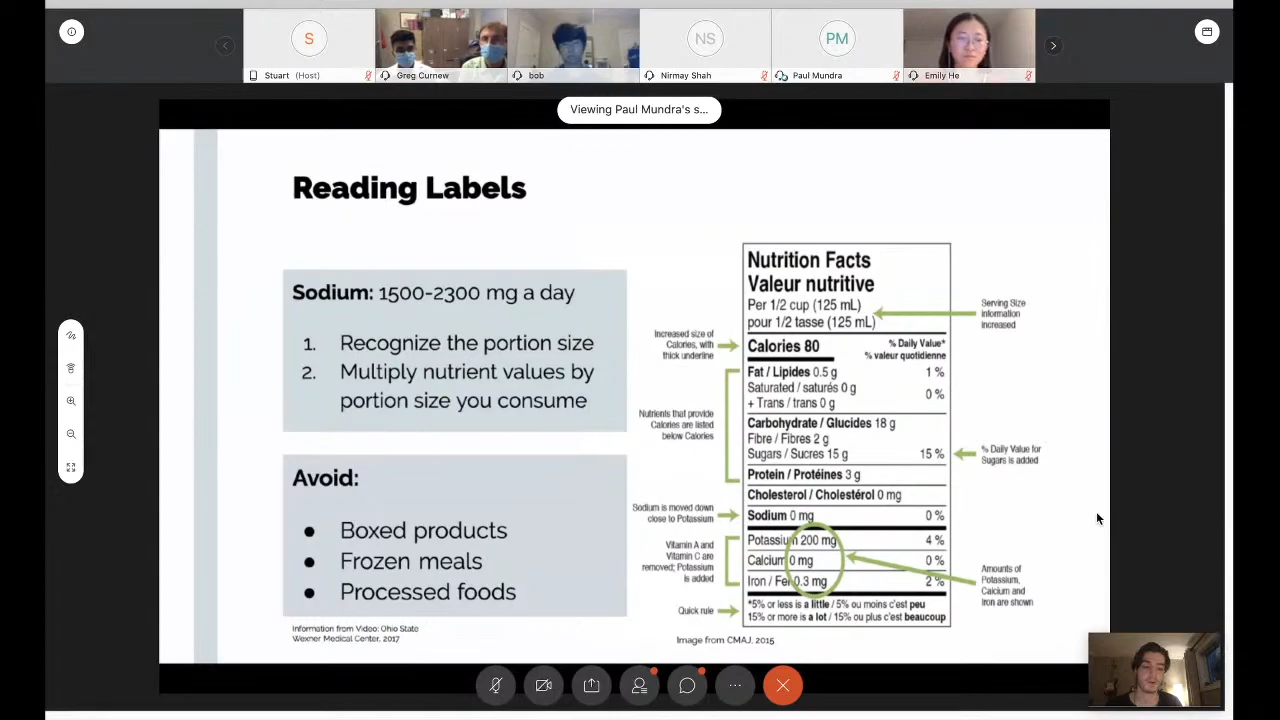 S
Stuart (Host)
Greg Curnew
bob
NS
Nirmay Shah
PM
Paul Mundra
Emily He
Viewing Paul Mundra's s...
Reading Labels
Sodium: 1500-2300 mg a day
1. Recognize the portion size
2. Multiply nutrient values by
portion size you consume
Avoid:
● Boxed products
● Frozen meals
● Processed foods
Information from Video: Ohio State
Wexner Medical Center, 2017
Increased size of
Calories, with
thick underline
Nutrients that provide
Calories are listed
below Calories
Sodium is moved down
close to Potassium
Vitamin A and
Vitamin C are
removed; Potassium
is added
Quick rule
Nutrition Facts
Valeur nutritive
Per 1/2 cup (125 mL)
pour 1/2 tasse (125 mL)
Calories 80
% Daily Value*
% valeur quotidienne
Fat / Lipides 0.5 g 1 %
Saturated / saturés 0 g
+ Trans / trans 0 g
0 %
Carbohydrate / Glucides 18 g
Fibre / Fibres 2 g
Sugars / Sucres 15 g 15 %
Protein / Protéines 3 g
Cholesterol / Cholestérol 0 mg
Sodium 0 mg 0 %
Potassium 200 mg 4 %
Calcium 0 mg 0 %
Iron / Fer 0.3 mg 2 %
*5% or less is a little / 5% ou moins c'est peu
15% or more is a lot / 15% ou plus c'est beaucoup
Serving Size
information
increased
% Daily Value for
Sugars is added
Amounts of
Potassium,
Calcium and
Iron are shown
Image from CMAJ, 2015